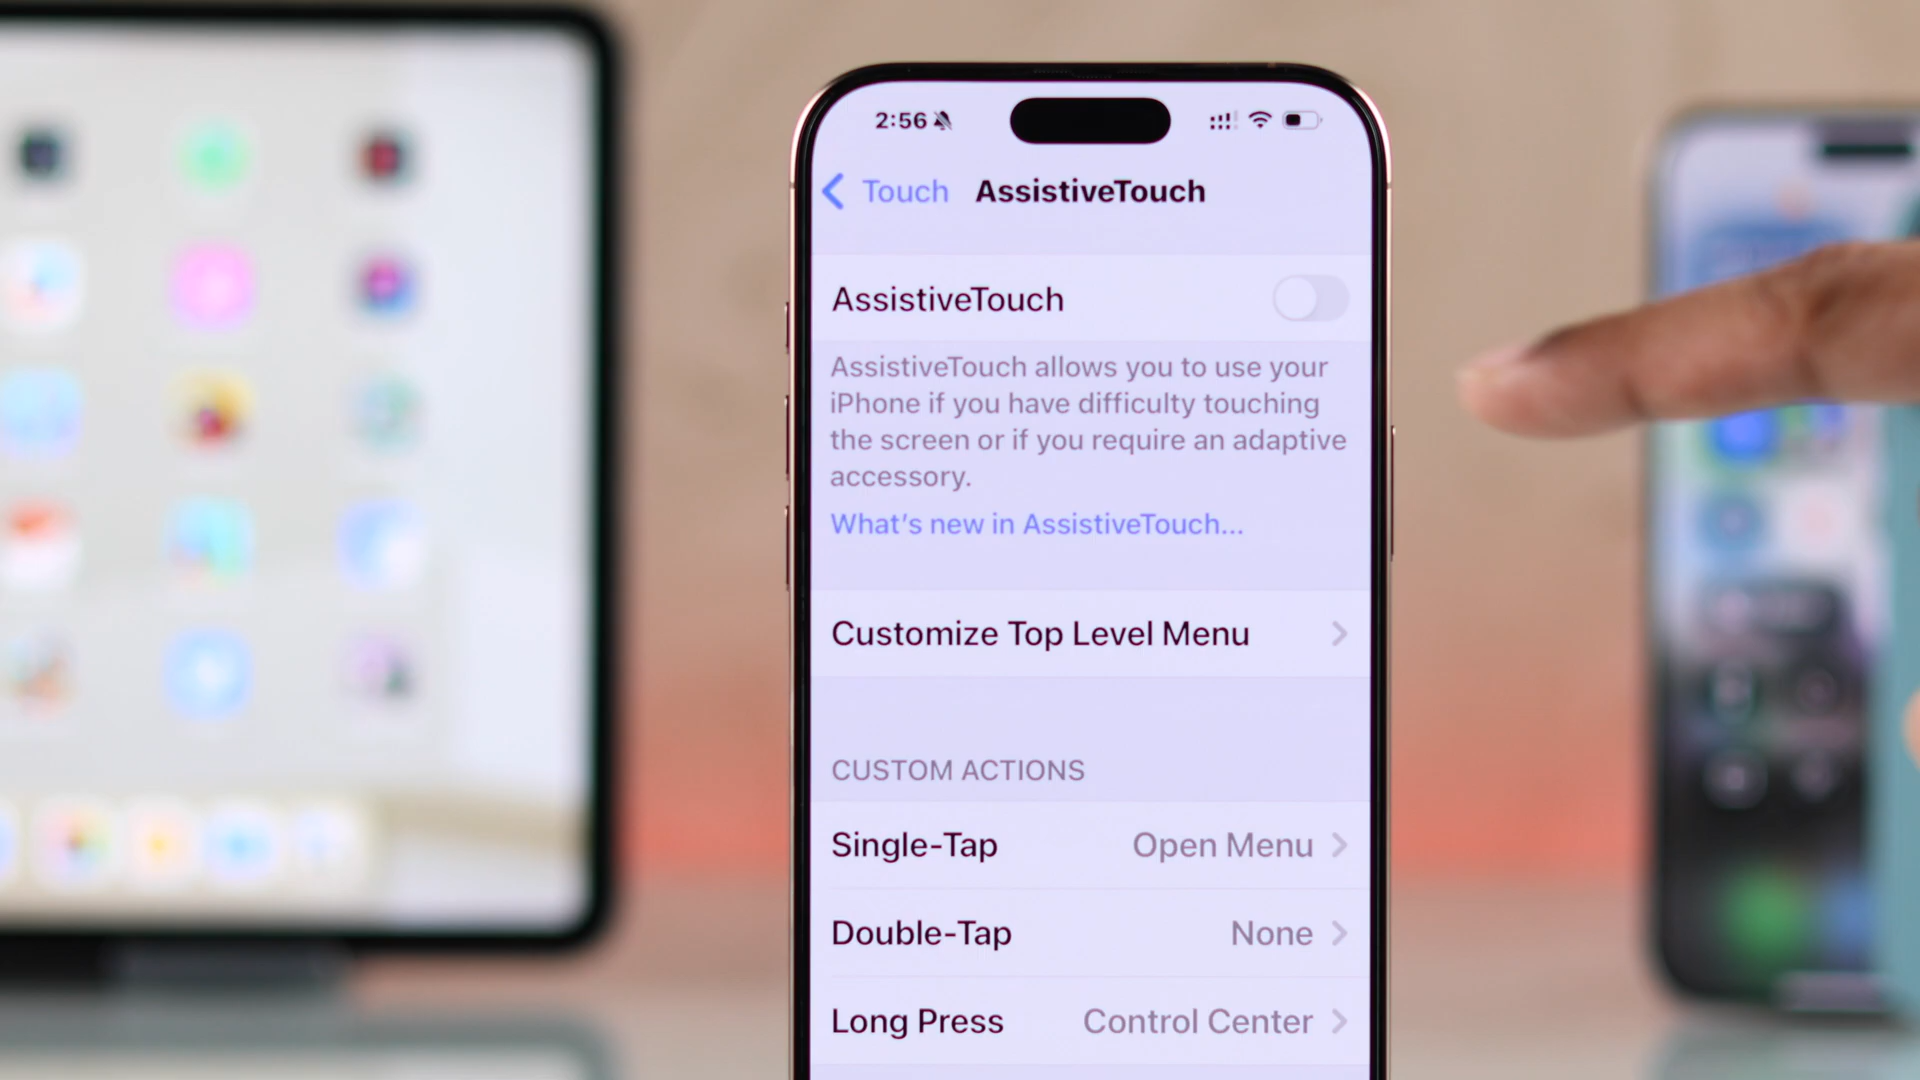 2:56
Touch AssistiveTouch
AssistiveTouch
AssistiveTouch allows you to use your
iPhone if you have difficulty touching
the screen or if you require an adaptive
accessory.
What's new in AssistiveTouch...
Customize Top Level Menu
CUSTOM ACTIONS
Single-Tap Open Menu
Double-Tap None
Long Press Control Center